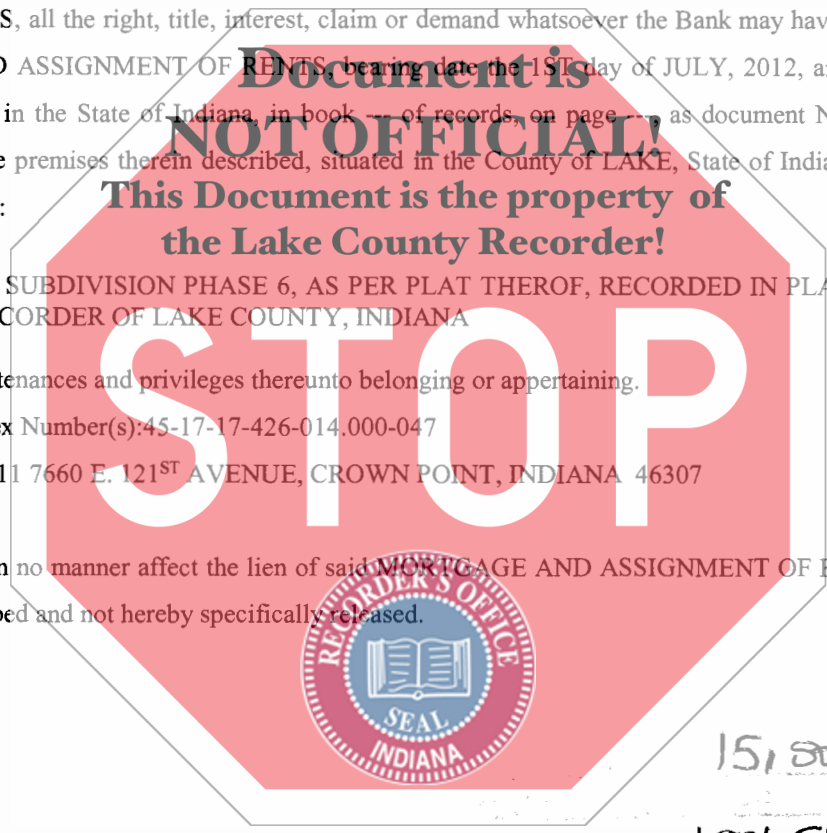 S, all the right, title, interest, claim or demand whatsoever the Bank may hav
Document is
D ASSIGNMENT OF RENTS, bearing date the 1ST day of JULY, 2012, a
in the State of Indiana, in book --- of records, on page ---, as document N
NOT OFFICIAL!
e premises therein described, situated in the County of LAKE, State of India
This Document is the property of
:
the Lake County Recorder!
SUBDIVISION PHASE 6, AS PER PLAT THEROF, RECORDED IN PLA
CORDER OF LAKE COUNTY, INDIANA
STOP
tenances and privileges thereunto belonging or appertaining.
x Number(s):45-17-17-426-014.000-047
11 7660 E. 121ST AVENUE, CROWN POINT, INDIANA 46307
n no manner affect the lien of said MORTGAGE AND ASSIGNMENT OF
ed and not hereby specifically released.
RECORDER'S OFFICE
SEAL
INDIANA